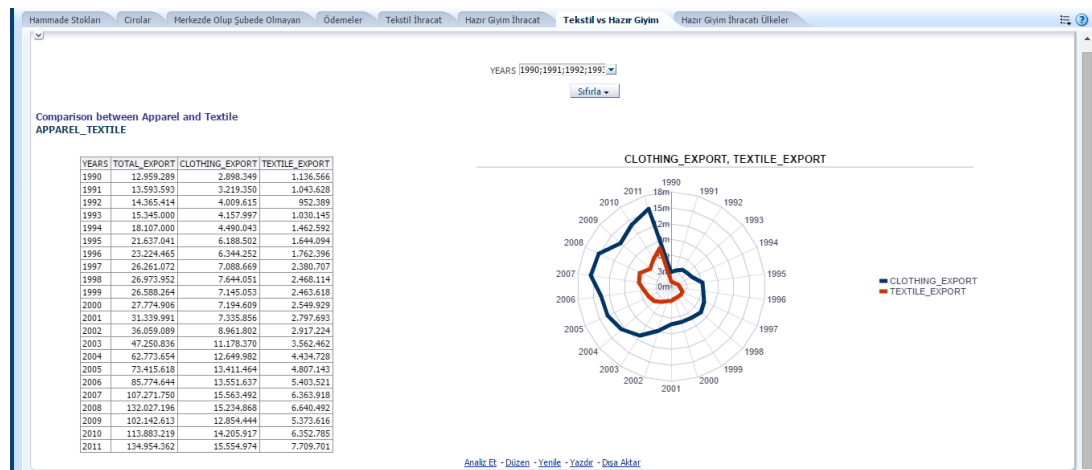 Hammade Stokları Cirolar Merkezde Olup Şubede Olmayan Ödemeler Tekstil İhracat Hazır Giyim İhracat Tekstil vs Hazır Giyim Hazır Giyim İhracatı Ülkeler
YEARS 1990;1991;1992;1993
Sıfırla
Comparison between Apparel and Textile
APPAREL_TEXTILE
YEARS TOTAL_EXPORT CLOTHING_EXPORT TEXTILE_EXPORT
1990 12.959.289 2.898.349 1.136.566
1991 13.593.593 3.219.350 1.043.628
1992 14.365.414 4.009.615 952.389
1993 15.345.000 4.157.997 1.030.145
1994 18.107.000 4.490.043 1.462.592
1995 21.637.041 6.188.502 1.644.094
1996 23.224.465 6.344.252 1.762.396
1997 26.261.072 7.088.669 2.380.707
1998 26.973.952 7.644.051 2.468.114
1999 26.588.264 7.145.053 2.463.618
2000 27.774.906 7.194.609 2.549.929
2001 31.339.991 7.335.856 2.797.693
2002 36.059.089 8.961.802 2.917.224
2003 47.250.836 11.178.370 3.562.462
2004 62.773.654 12.649.982 4.434.728
2005 73.415.618 13.411.464 4.807.143
2006 85.774.644 13.551.637 5.403.521
2007 107.271.750 15.563.492 6.363.918
2008 132.027.196 15.234.868 6.640.492
2009 102.142.613 12.854.444 5.373.616
2010 113.883.219 14.205.917 6.352.785
2011 134.954.362 15.554.974 7.709.701
CLOTHING_EXPORT, TEXTILE_EXPORT
1990
1991
1992
1993
1994
1995
1996
1997
1998
1999
2000
2001
2002
2003
2004
2005
2006
2007
2008
2009
2010
2011
18m
15m
3m
0m
CLOTHING_EXPORT
TEXTILE_EXPORT
Analiz Et - Düzen - Yenile - Yazdır - Dışa Aktar